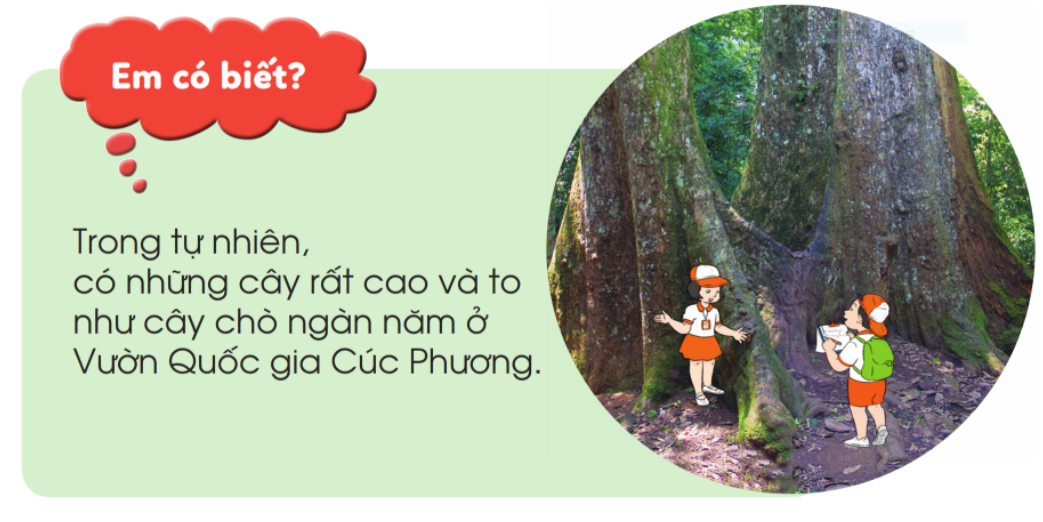 Em có biết?
Trong tự nhiên,
có những cây rất cao và to
như cây chò ngàn năm ở
Vườn Quốc gia Cúc Phương.